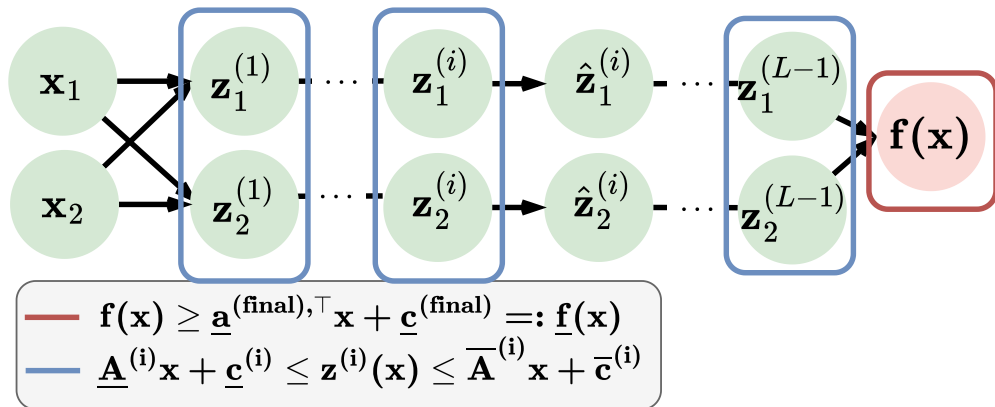 x₁ z₁⁽¹⁾ ··· z₁⁽ⁱ⁾ ẑ₁⁽ⁱ⁾ ··· z₁⁽ᴸ⁻¹⁾
f(x)
x₂ z₂⁽¹⁾ ··· z₂⁽ⁱ⁾ ẑ₂⁽ⁱ⁾ ··· z₂⁽ᴸ⁻¹⁾
f(x) ≥ a̲^(final),⊤ x + c̲^(final) =: f̲(x)
A̲^(i) x + c̲^(i) ≤ z^(i)(x) ≤ A̅^(i) x + c̅^(i)